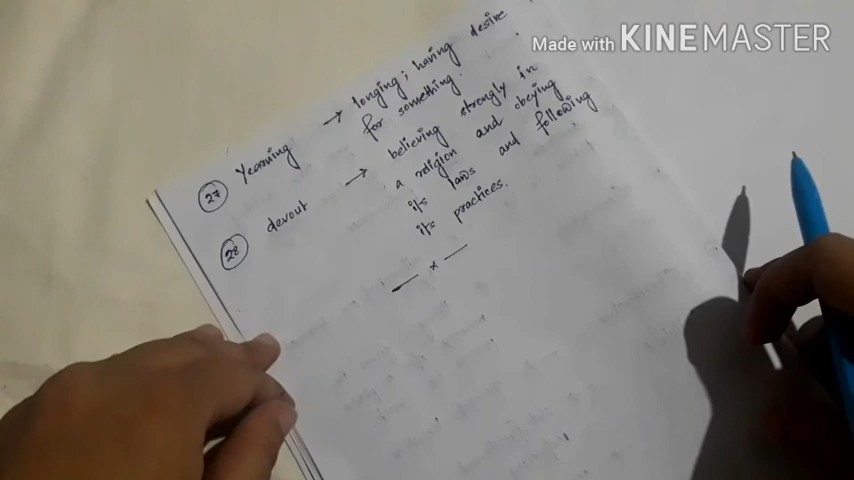 Made with KINEMASTER
27 Yearning → longing; having desire
for something.
28 devout → believing strongly in
a religion and obeying
its laws and following
its practices.
— x —